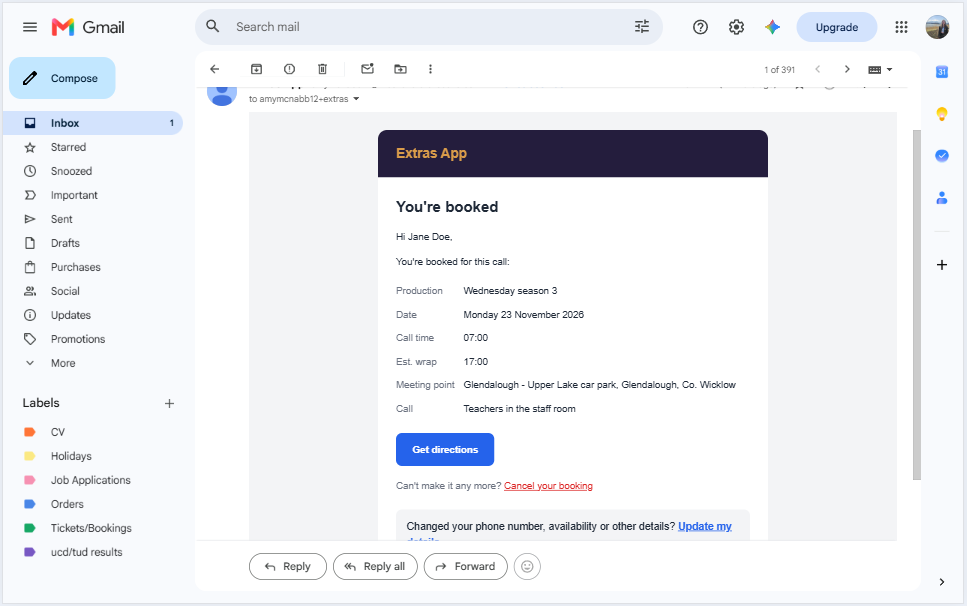 Gmail
Search mail
Upgrade
Compose
1 of 391
Inbox 1
Starred
Snoozed
Important
Sent
Drafts
Purchases
Social
Updates
Promotions
More
Labels
CV
Holidays
Job Applications
Orders
Tickets/Bookings
ucd/tud results
to amymcnabb12+extras
Extras App
You're booked
Hi Jane Doe,
You're booked for this call:
Production Wednesday season 3
Date Monday 23 November 2026
Call time 07:00
Est. wrap 17:00
Meeting point Glendalough - Upper Lake car park, Glendalough, Co. Wicklow
Call Teachers in the staff room
Get directions
Can't make it any more? Cancel your booking
Changed your phone number, availability or other details? Update my
Reply
Reply all
Forward
31